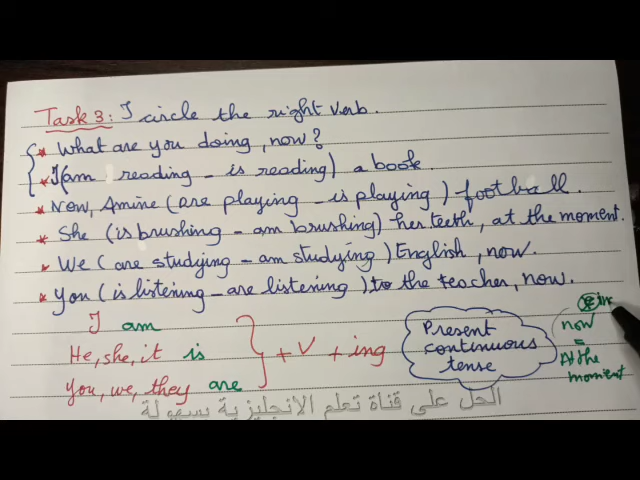 Task 3: I circle the right verb.
* What are you doing, now?
* I (am reading - is reading) a book.
* Now, Amine (are playing - is playing) football.
* She (is brushing - am brushing) her teeth, at the moment.
* We (are studying - am studying) English, now.
* You (is listening - are listening) to the teacher, now.
I am
He, she, it is
You, we, they are
+ V + ing
Present continuous tense
now
=
At the moment
الحل على قناة تعلم الانجليزية بسهولة